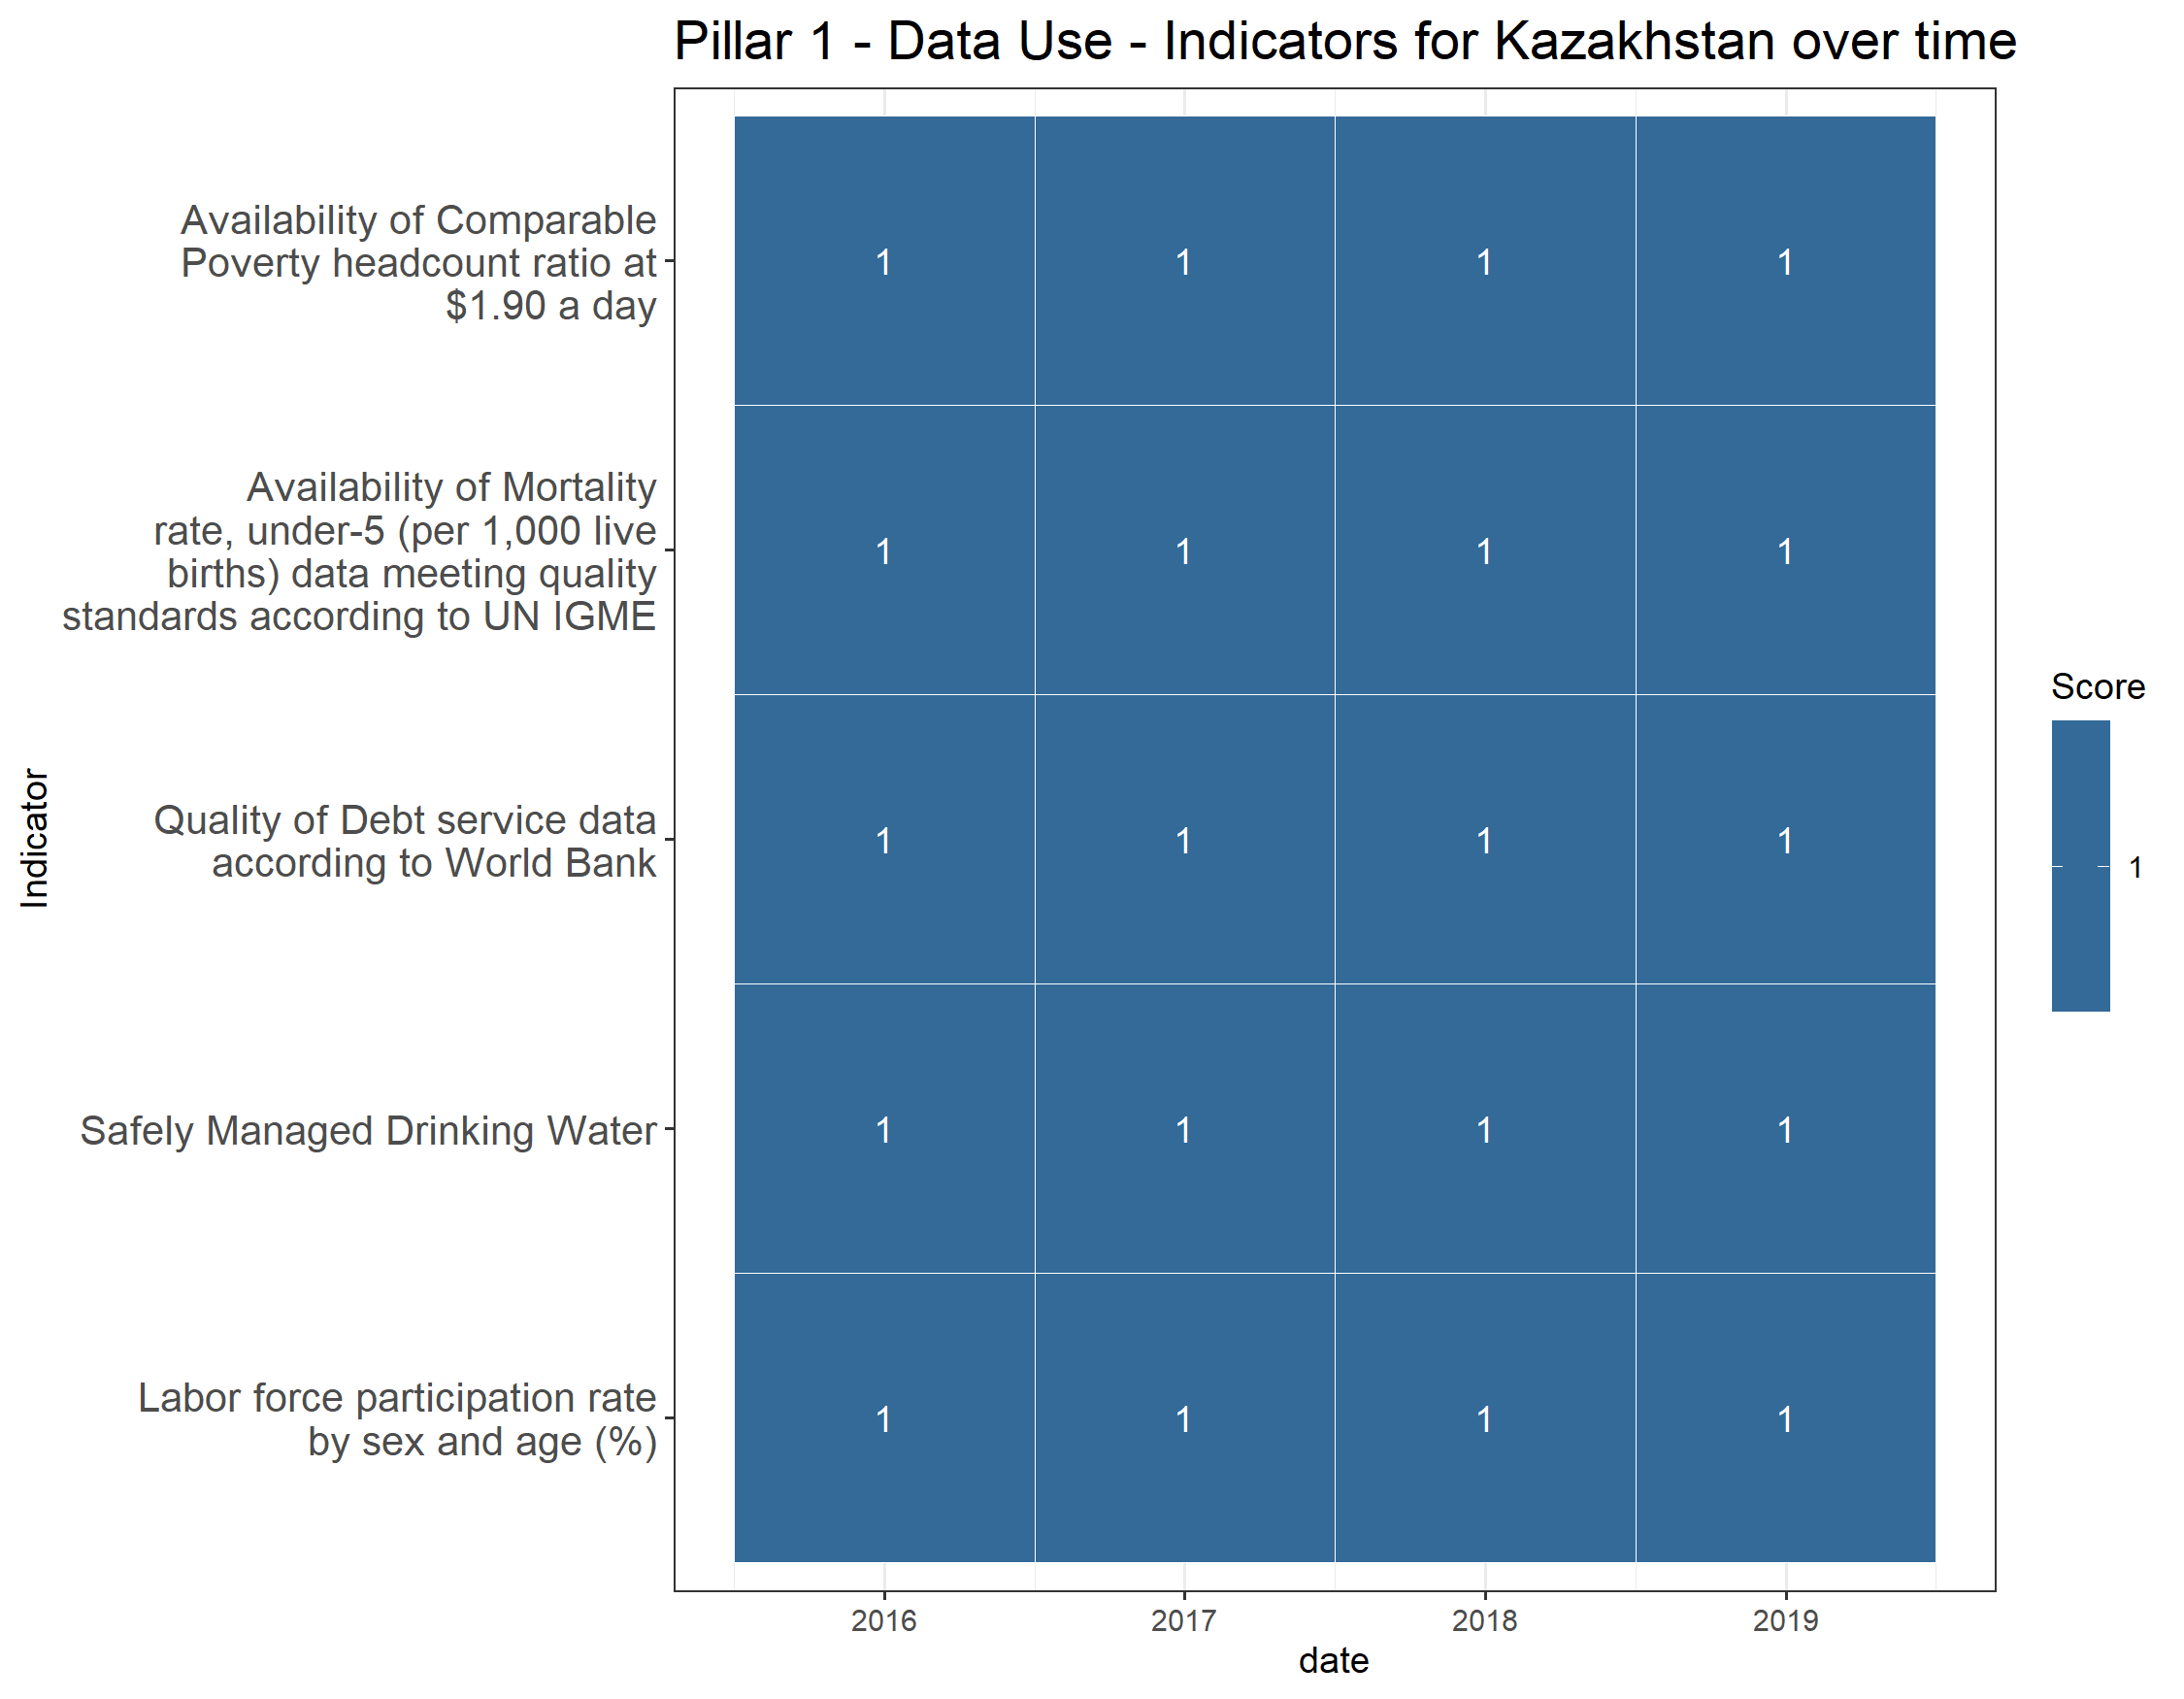 Pillar 1 - Data Use - Indicators for Kazakhstan over time
Indicator
Availability of Comparable
Poverty headcount ratio at
$1.90 a day
1 1 1 1
Availability of Mortality
rate, under-5 (per 1,000 live
births) data meeting quality
standards according to UN IGME
1 1 1 1
Quality of Debt service data
according to World Bank
1 1 1 1
Safely Managed Drinking Water
1 1 1 1
Labor force participation rate
by sex and age (%)
1 1 1 1
2016 2017 2018 2019
date
Score
1